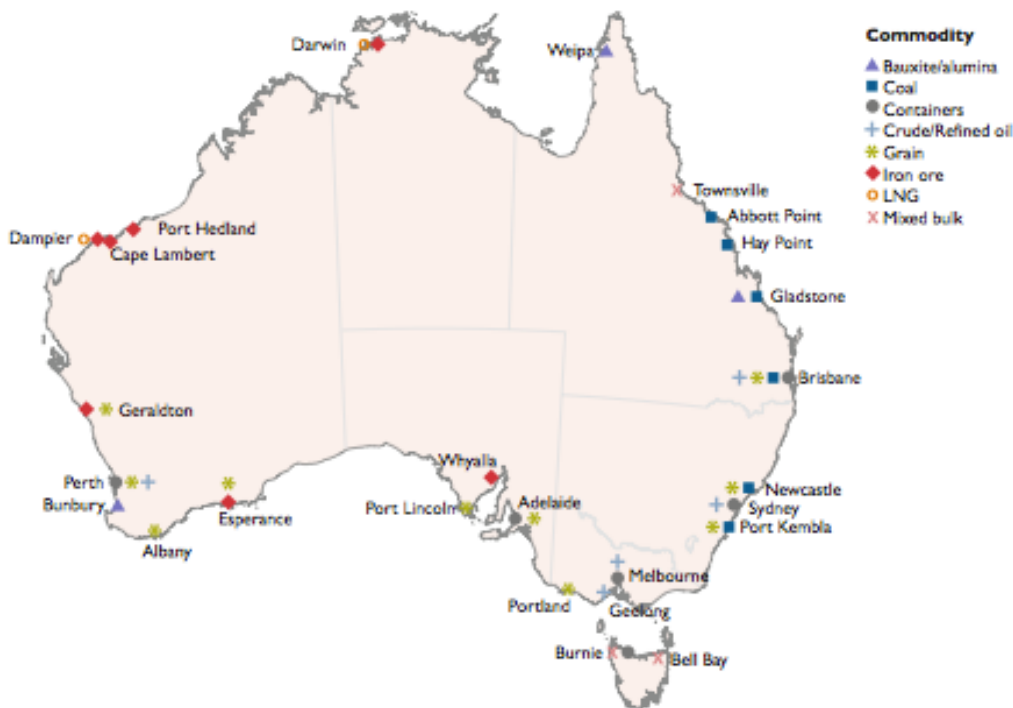 Commodity
Bauxite/alumina
Coal
Containers
Crude/Refined oil
Grain
Iron ore
LNG
Mixed bulk
Darwin
Weipa
Townsville
Abbott Point
Hay Point
Gladstone
Brisbane
Port Hedland
Dampier
Cape Lambert
Geraldton
Perth
Bunbury
Albany
Esperance
Whyalla
Port Lincoln
Adelaide
Newcastle
Sydney
Port Kembla
Melbourne
Geelong
Portland
Burnie
Bell Bay